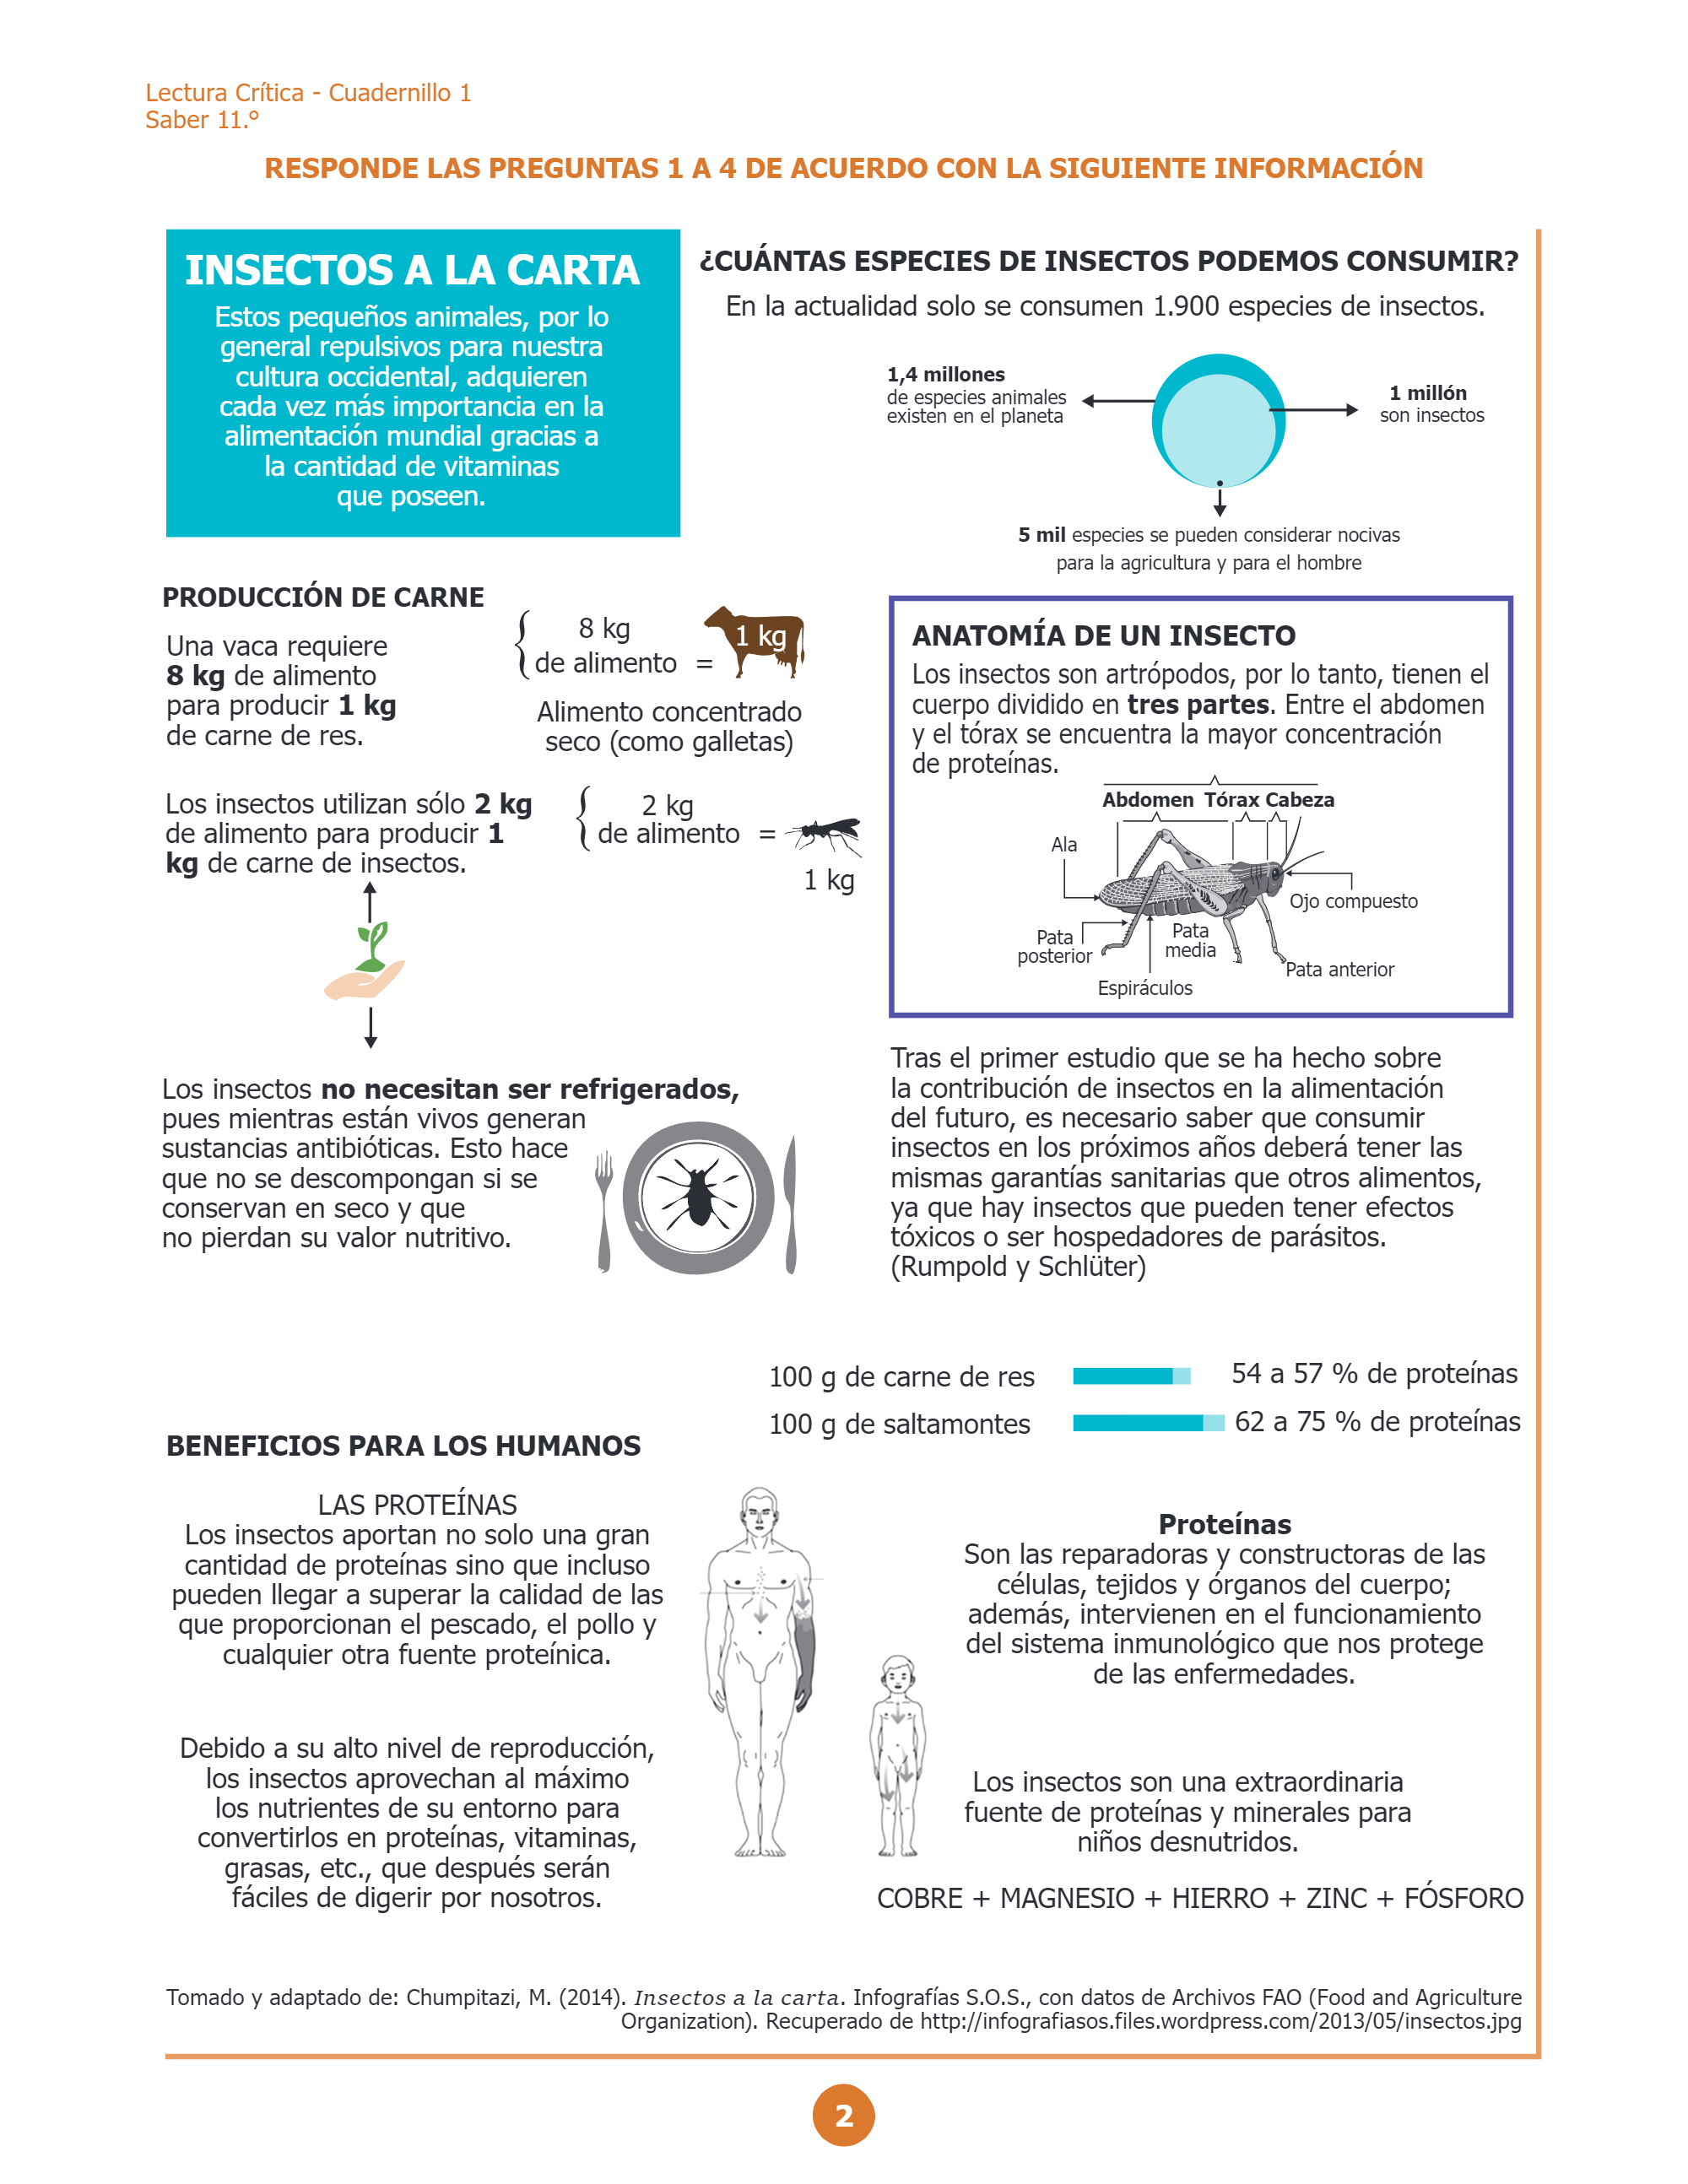 Lectura Crítica - Cuadernillo 1
Saber 11.°
RESPONDE LAS PREGUNTAS 1 A 4 DE ACUERDO CON LA SIGUIENTE INFORMACIÓN
INSECTOS A LA CARTA
Estos pequeños animales, por lo
general repulsivos para nuestra
cultura occidental, adquieren
cada vez más importancia en la
alimentación mundial gracias a
la cantidad de vitaminas
que poseen.
¿CUÁNTAS ESPECIES DE INSECTOS PODEMOS CONSUMIR?
En la actualidad solo se consumen 1.900 especies de insectos.
1,4 millones
de especies animales
existen en el planeta
1 millón
son insectos
5 mil especies se pueden considerar nocivas
para la agricultura y para el hombre
PRODUCCIÓN DE CARNE
Una vaca requiere
8 kg de alimento
para producir 1 kg
de carne de res.
8 kg
de alimento =
1 kg
Alimento concentrado
seco (como galletas)
Los insectos utilizan sólo 2 kg
de alimento para producir 1
kg de carne de insectos.
2 kg
de alimento =
1 kg
Los insectos no necesitan ser refrigerados,
pues mientras están vivos generan
sustancias antibióticas. Esto hace
que no se descompongan si se
conservan en seco y que
no pierdan su valor nutritivo.
ANATOMÍA DE UN INSECTO
Los insectos son artrópodos, por lo tanto, tienen el
cuerpo dividido en tres partes. Entre el abdomen
y el tórax se encuentra la mayor concentración
de proteínas.
Abdomen Tórax Cabeza
Ala
Ojo compuesto
Pata
posterior
Pata
media
Pata anterior
Espiráculos
Tras el primer estudio que se ha hecho sobre
la contribución de insectos en la alimentación
del futuro, es necesario saber que consumir
insectos en los próximos años deberá tener las
mismas garantías sanitarias que otros alimentos,
ya que hay insectos que pueden tener efectos
tóxicos o ser hospedadores de parásitos.
(Rumpold y Schlüter)
100 g de carne de res 54 a 57 % de proteínas
100 g de saltamontes 62 a 75 % de proteínas
BENEFICIOS PARA LOS HUMANOS
LAS PROTEÍNAS
Los insectos aportan no solo una gran
cantidad de proteínas sino que incluso
pueden llegar a superar la calidad de las
que proporcionan el pescado, el pollo y
cualquier otra fuente proteínica.
Debido a su alto nivel de reproducción,
los insectos aprovechan al máximo
los nutrientes de su entorno para
convertirlos en proteínas, vitaminas,
grasas, etc., que después serán
fáciles de digerir por nosotros.
Proteínas
Son las reparadoras y constructoras de las
células, tejidos y órganos del cuerpo;
además, intervienen en el funcionamiento
del sistema inmunológico que nos protege
de las enfermedades.
Los insectos son una extraordinaria
fuente de proteínas y minerales para
niños desnutridos.
COBRE + MAGNESIO + HIERRO + ZINC + FÓSFORO
Tomado y adaptado de: Chumpitazi, M. (2014). Insectos a la carta. Infografías S.O.S., con datos de Archivos FAO (Food and Agriculture
Organization). Recuperado de http://infografiasos.files.wordpress.com/2013/05/insectos.jpg
2